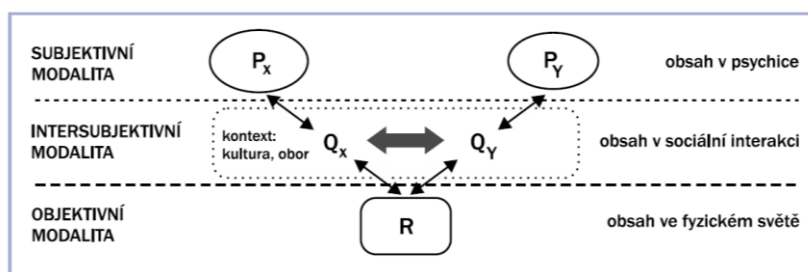 SUBJEKTIVNÍ
MODALITA
P_X
P_Y
obsah v psychice
INTERSUBJEKTIVNÍ
MODALITA
kontext:
kultura, obor
Q_X
Q_Y
obsah v sociální interakci
OBJEKTIVNÍ
MODALITA
R
obsah ve fyzickém světě